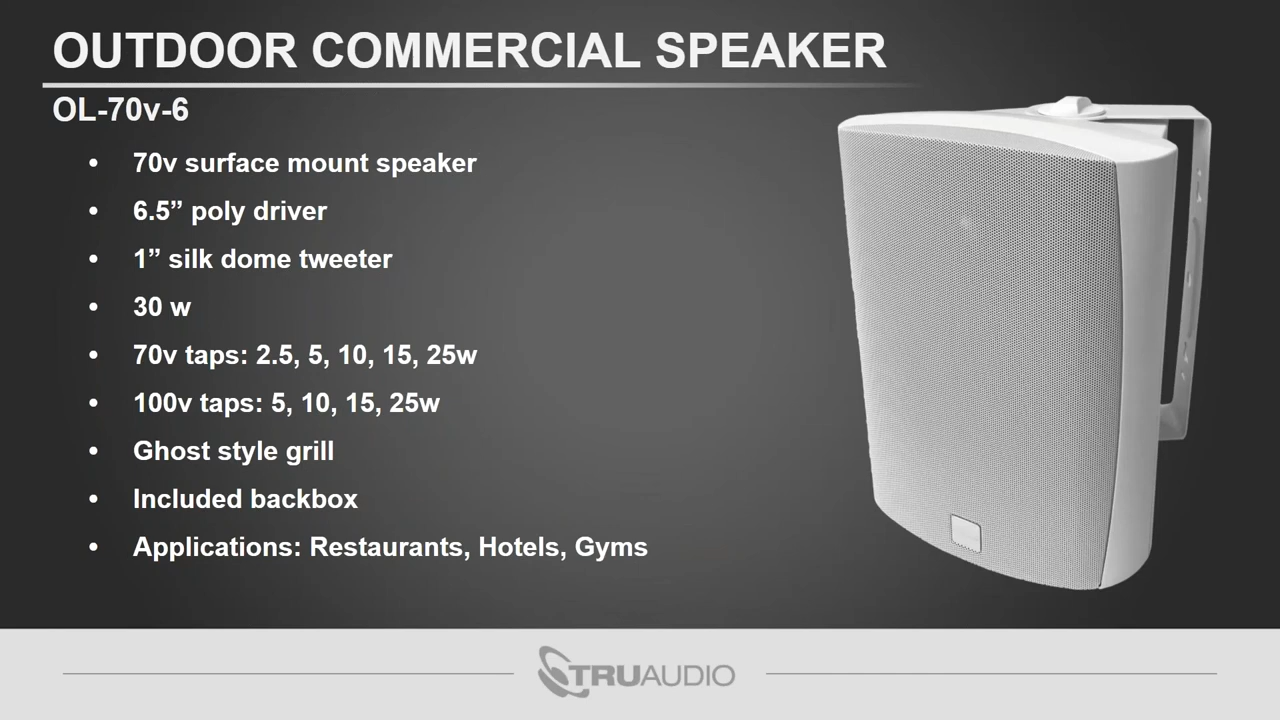 OUTDOOR COMMERCIAL SPEAKER
OL-70v-6
• 70v surface mount speaker
• 6.5” poly driver
• 1” silk dome tweeter
• 30 w
• 70v taps: 2.5, 5, 10, 15, 25w
• 100v taps: 5, 10, 15, 25w
• Ghost style grill
• Included backbox
• Applications: Restaurants, Hotels, Gyms
TRUAUDIO